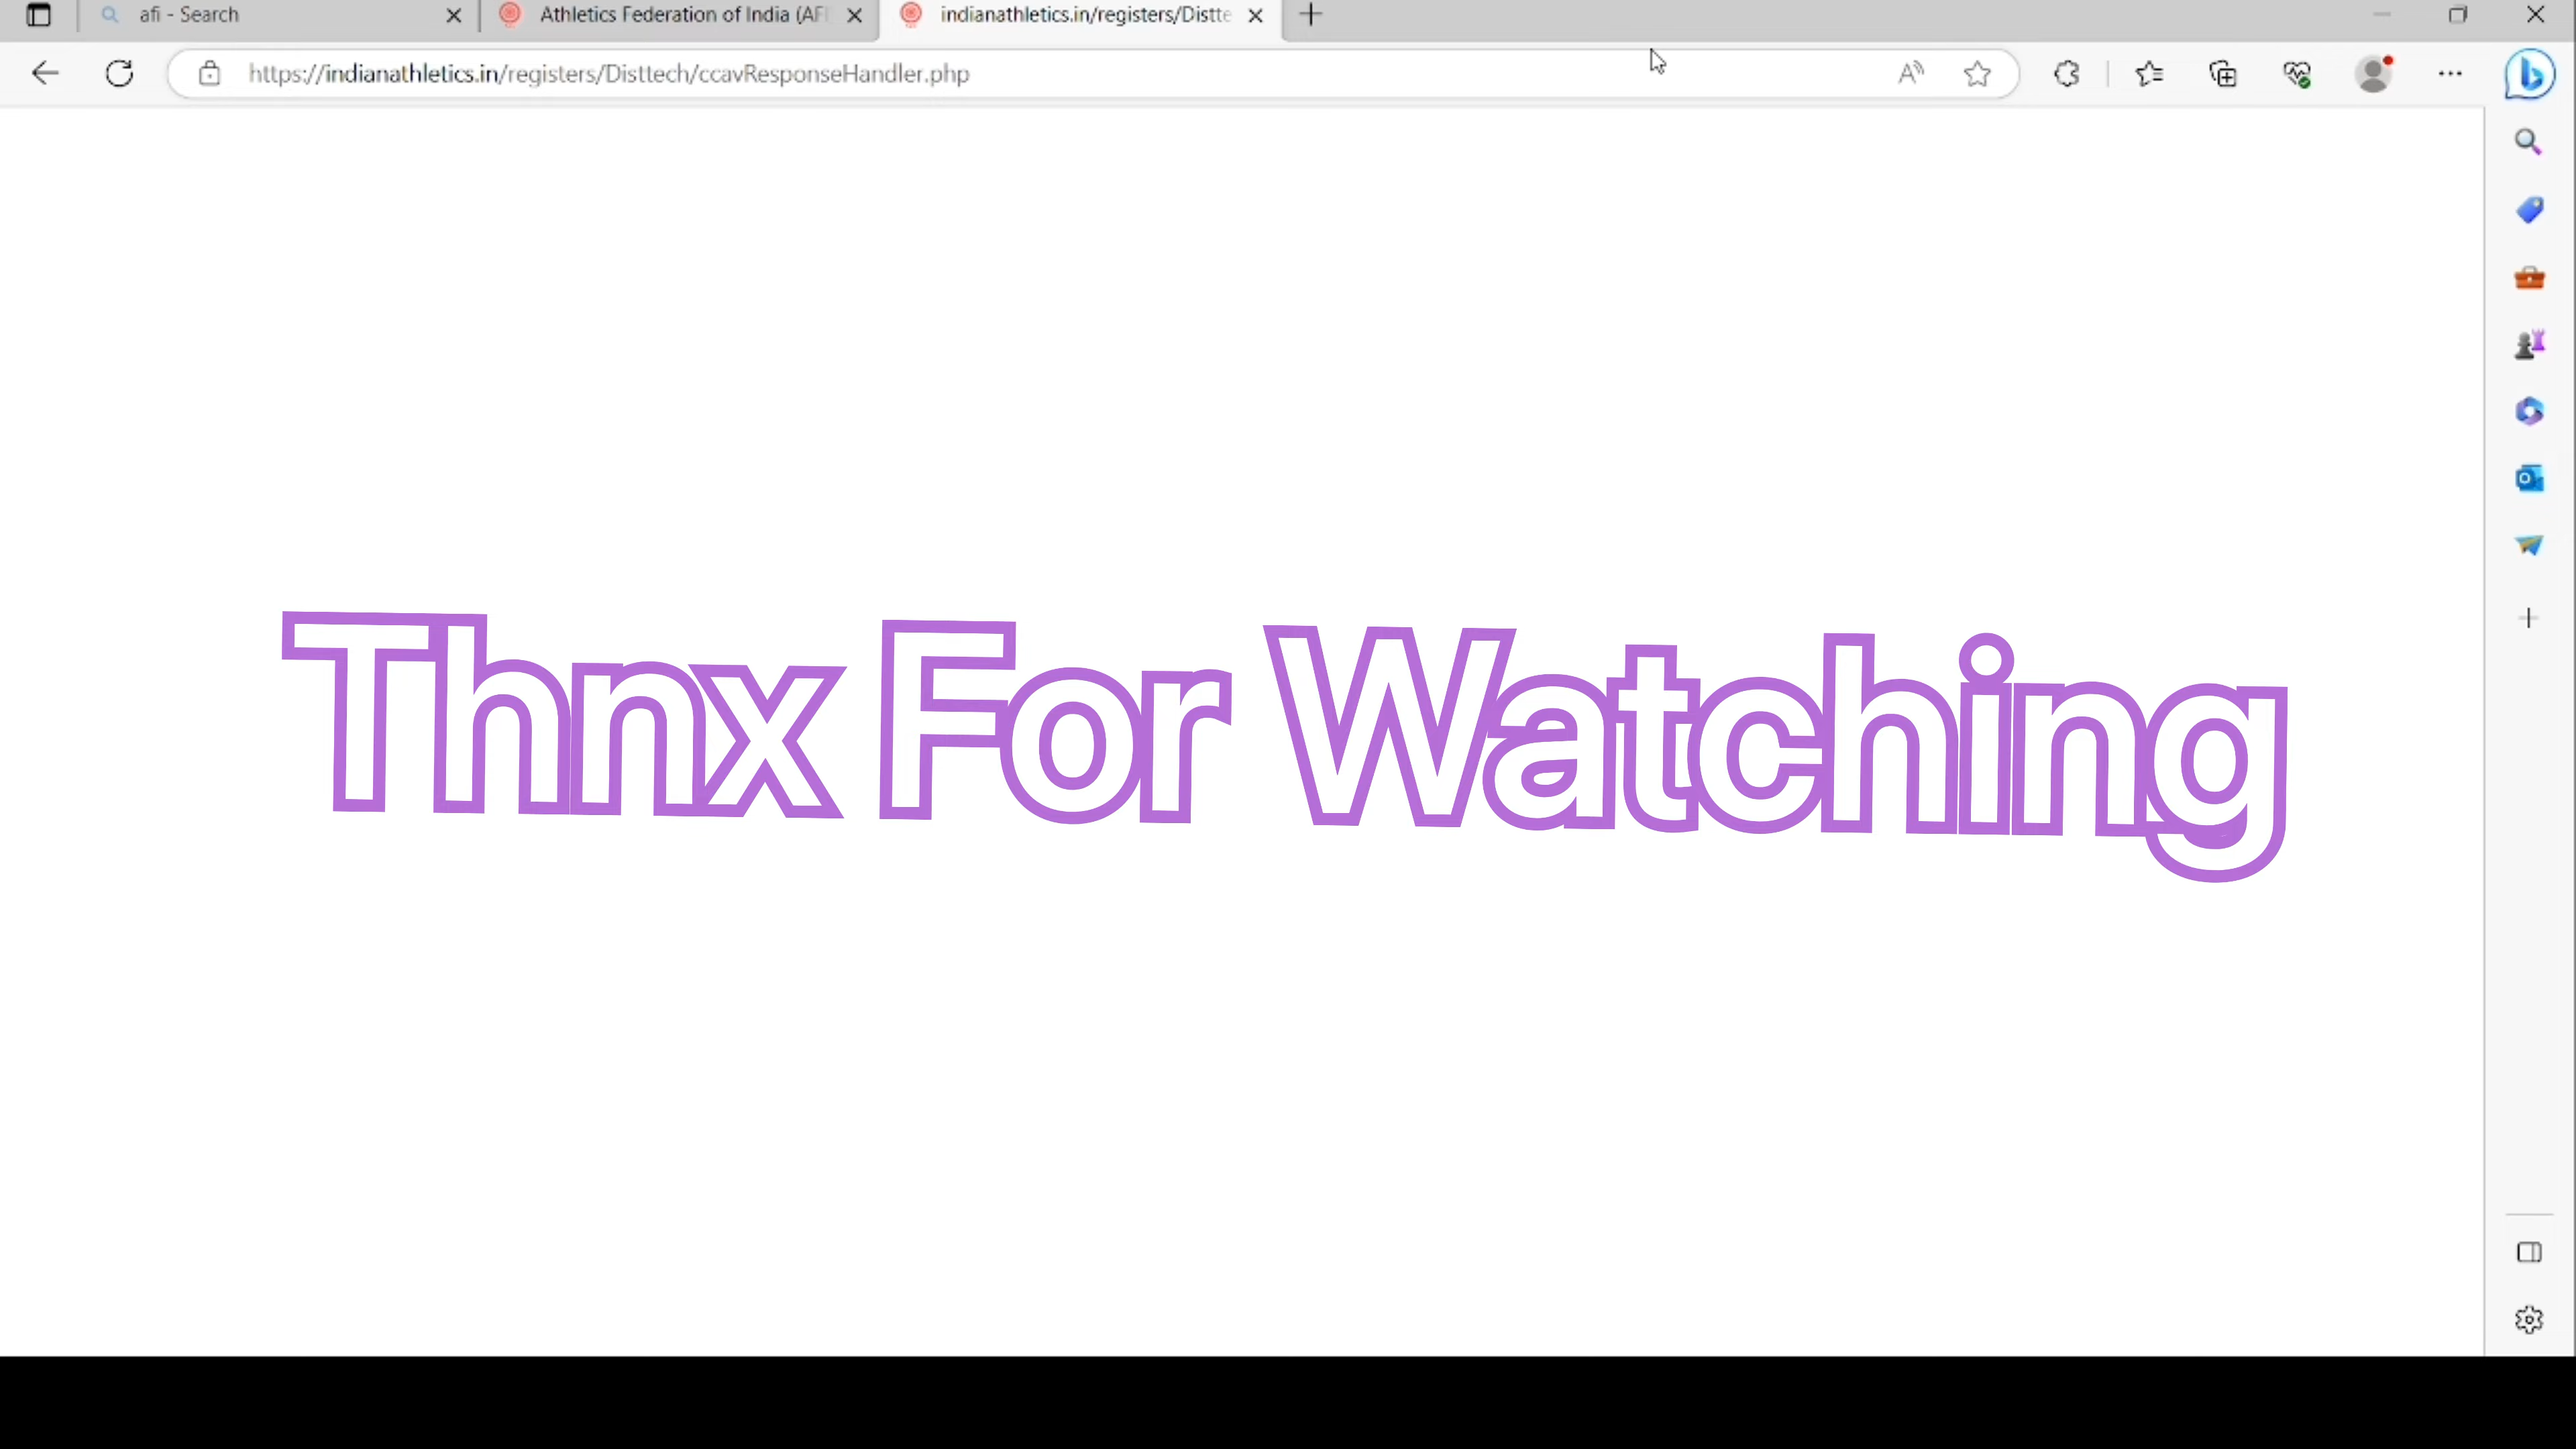 afi - Search
Athletics Federation of India (AFI
indianathletics.in/registers/Distte
https://indianathletics.in/registers/Disttech/ccavResponseHandler.php
Thnx For Watching